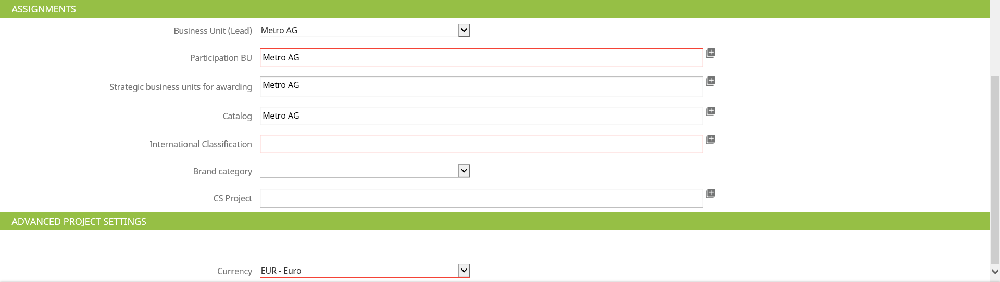 ASSIGNMENTS
Business Unit (Lead) Metro AG
Participation BU Metro AG
Strategic business units for awarding Metro AG
Catalog Metro AG
International Classification
Brand category
CS Project
ADVANCED PROJECT SETTINGS
Currency EUR - Euro